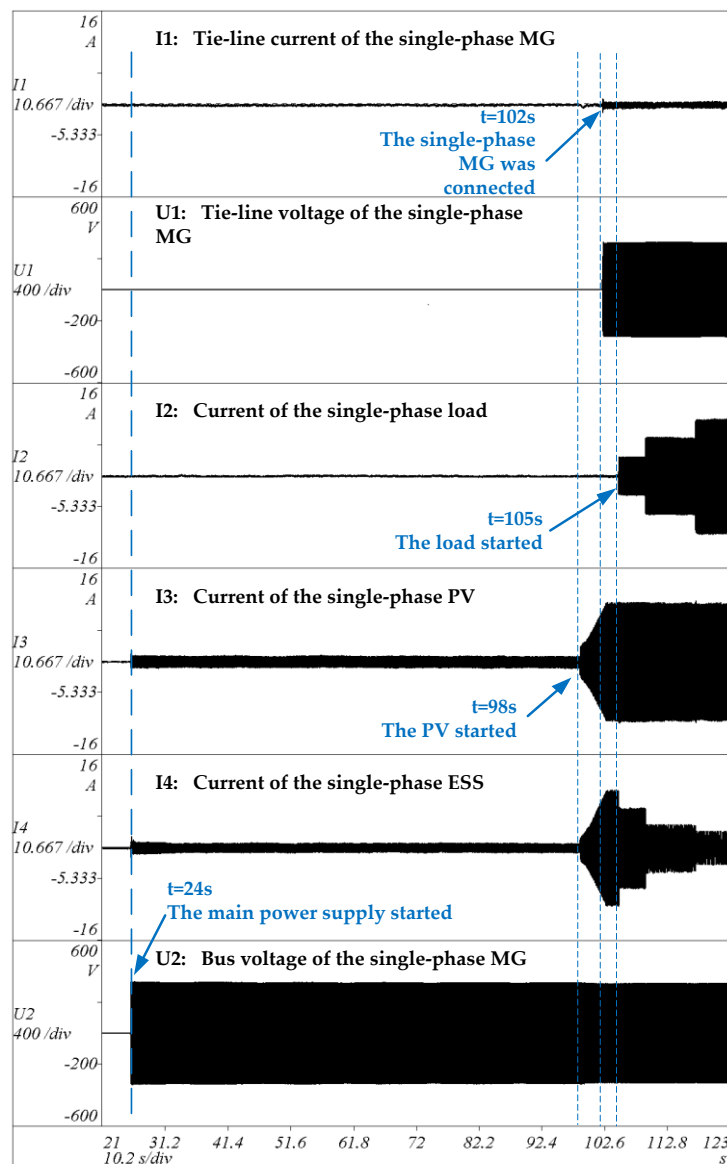 16
A
I1: Tie-line current of the single-phase MG
I1
10.667 /div
-5.333
-16
t=102s
The single-phase
MG was
connected
600
V
U1: Tie-line voltage of the single-phase
MG
U1
400 /div
-200
-600
16
A
I2: Current of the single-phase load
I2
10.667 /div
-5.333
-16
t=105s
The load started
16
A
I3: Current of the single-phase PV
I3
10.667 /div
-5.333
-16
t=98s
The PV started
16
A
I4: Current of the single-phase ESS
I4
10.667 /div
-5.333
-16
t=24s
The main power supply started
600
V
U2: Bus voltage of the single-phase MG
U2
400 /div
-200
-600
21 31.2 41.4 51.6 61.8 72 82.2 92.4 102.6 112.8 123
10.2 s/div s